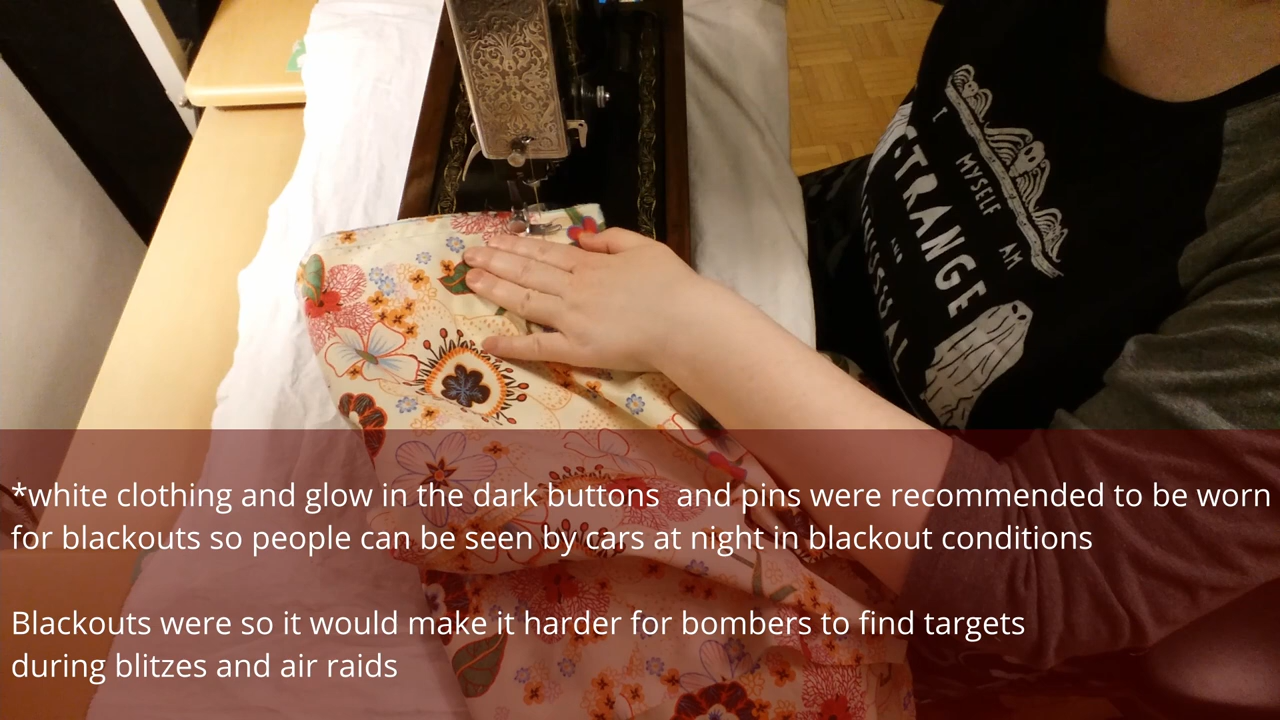 I
MYSELF
AM
STRANGE
AND
UNUSUAL
*white clothing and glow in the dark buttons  and pins were recommended to be worn
for blackouts so people can be seen by cars at night in blackout conditions
Blackouts were so it would make it harder for bombers to find targets
during blitzes and air raids